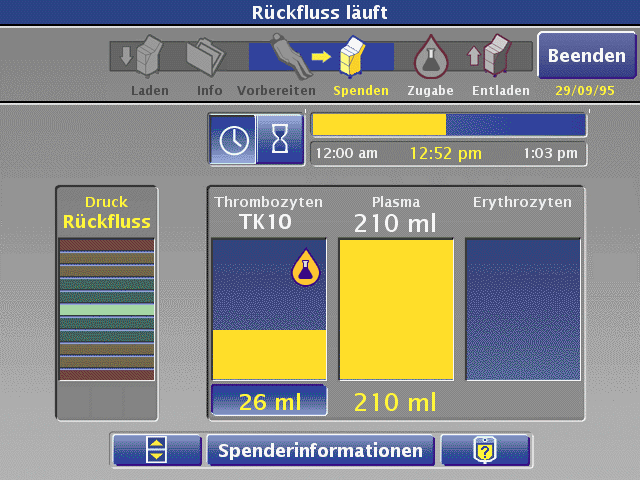 Rückfluss läuft
Laden
Info
Vorbereiten
Spenden
Zugabe
Entladen
Beenden
29/09/95
12:00 am
12:52 pm
1:03 pm
Druck
Rückfluss
Thrombozyten
TK10
Plasma
210 ml
Erythrozyten
26 ml
210 ml
Spenderinformationen
?